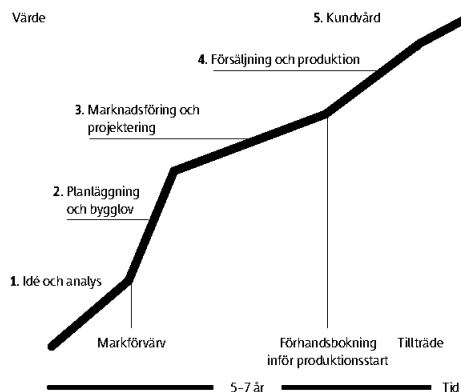 Värde
5. Kundvård
4. Försäljning och produktion
3. Marknadsföring och
projektering
2. Planläggning
och bygglov
1. Idé och analys
Markförvärv
Förhandsbokning
inför produktionsstart
Tillträde
5–7 år
Tid